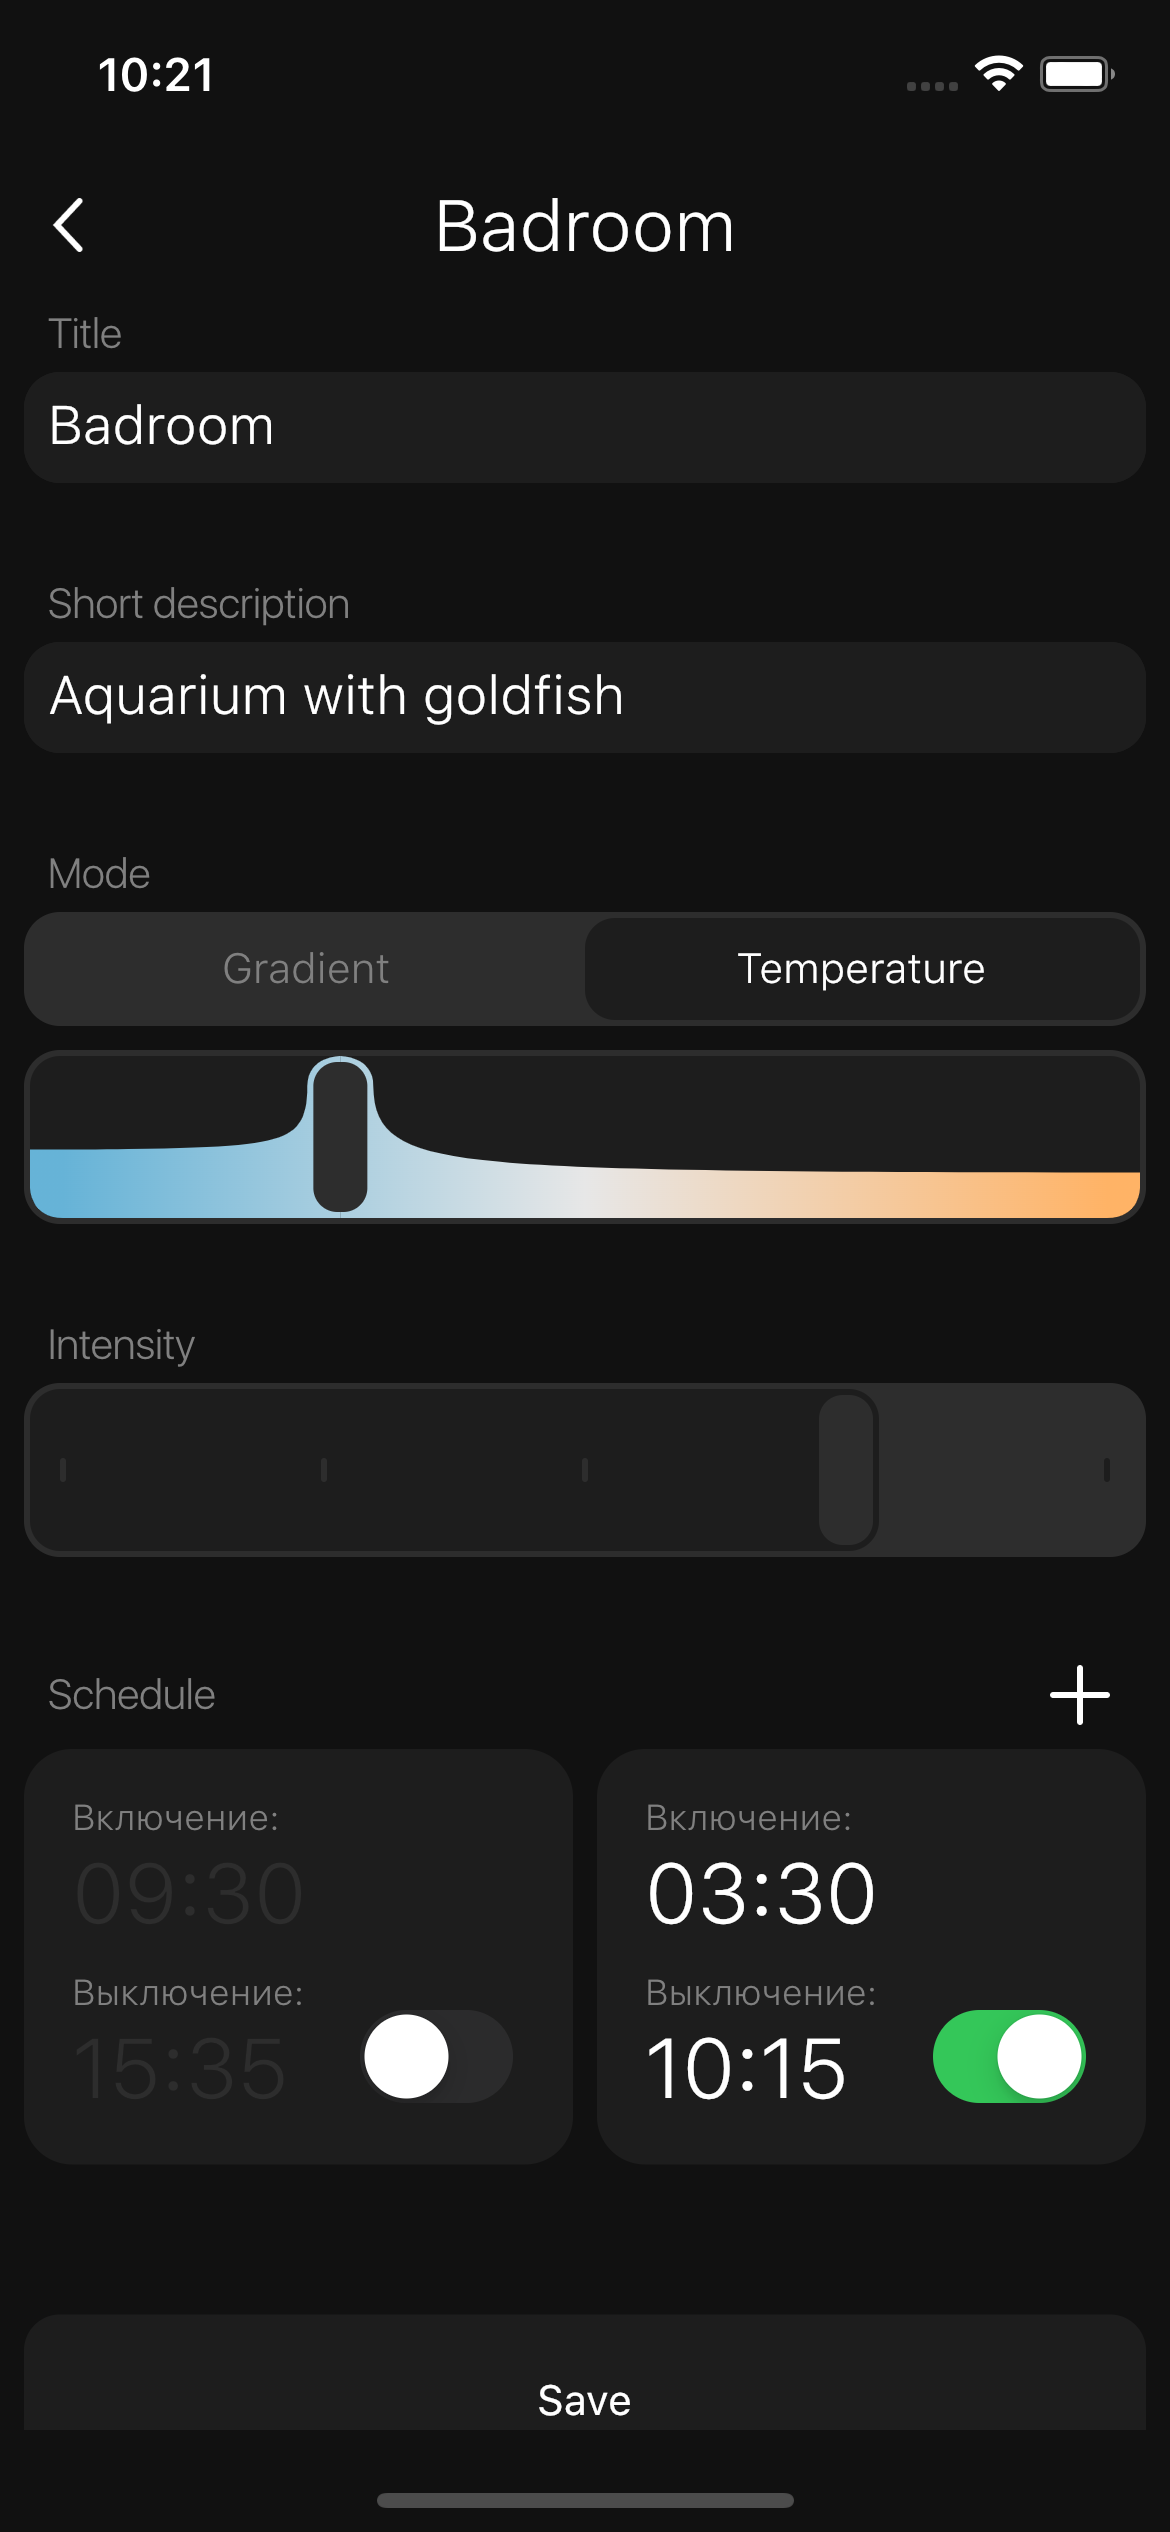 10:21
Badroom
Title
Badroom
Short description
Aquarium with goldfish
Mode
Gradient Temperature
Intensity
Schedule
Включение:
09:30
Выключение:
15:35
Включение:
03:30
Выключение:
10:15
Save